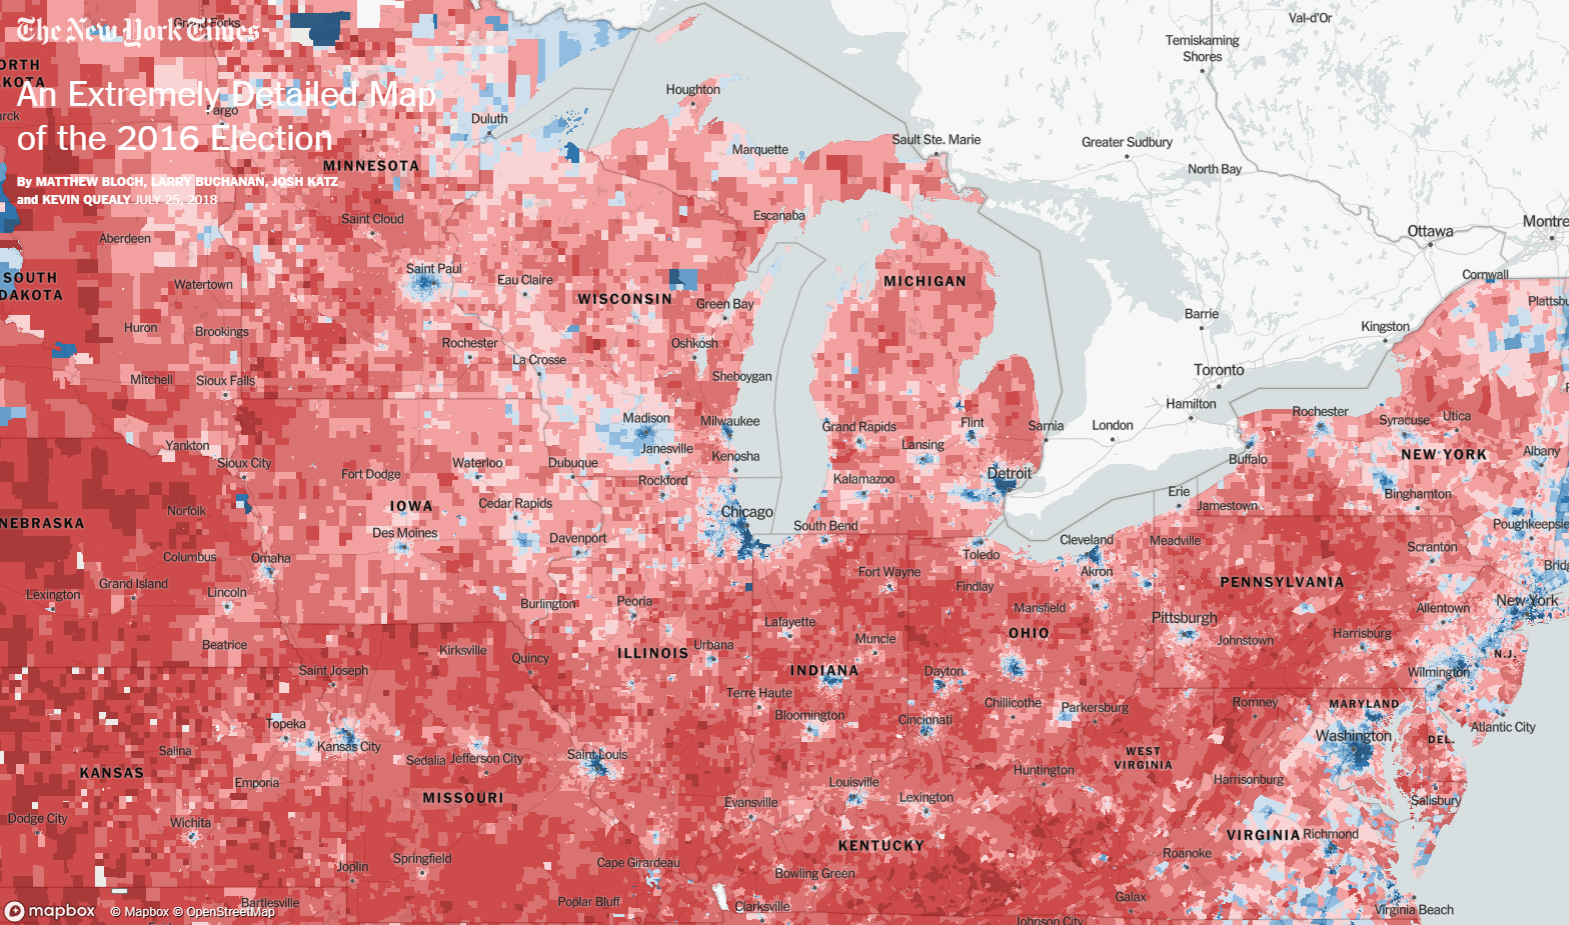 The New York Times
An Extremely Detailed Map
of the 2016 Election
By MATTHEW BLOCH, LARRY BUCHANAN, JOSH KATZ
and KEVIN QUEALY JULY 25, 2018
Grand Forks
Val-d'Or
Temiskaming
Shores
ORTH
KOTA
Fargo
arck
Houghton
Duluth
Marquette
Sault Ste. Marie
Greater Sudbury
North Bay
MINNESOTA
Saint Cloud
Escanaba
Ottawa
Montre
Aberdeen
SOUTH
DAKOTA
Watertown
Saint Paul
Eau Claire
WISCONSIN
Green Bay
MICHIGAN
Cornwall
Plattsbu
Huron
Brookings
Rochester
La Crosse
Oshkosh
Barrie
Kingston
Mitchell
Sioux Falls
Sheboygan
Toronto
Hamilton
Yankton
Madison
Milwaukee
Grand Rapids
Flint
Sarnia
London
Rochester
Syracuse
Utica
Sioux City
Fort Dodge
Waterloo
Dubuque
Janesville
Kenosha
Lansing
Buffalo
NEW YORK
Albany
Rockford
Kalamazoo
Detroit
Erie
Jamestown
Binghamton
NEBRASKA
Norfolk
IOWA
Cedar Rapids
Des Moines
Davenport
Chicago
South Bend
Toledo
Cleveland
Meadville
Poughkeepsie
Scranton
Columbus
Omaha
Fort Wayne
Findlay
Akron
Bridg
Lexington
Grand Island
Lincoln
Burlington
Peoria
Mansfield
PENNSYLVANIA
Allentown
New York
Beatrice
Lafayette
Muncie
OHIO
Pittsburgh
Johnstown
Harrisburg
N.J.
Saint Joseph
Kirksville
Quincy
ILLINOIS
Urbana
INDIANA
Dayton
Wilmington
Topeka
Kansas City
Terre Haute
Bloomington
Cincinnati
Chillicothe
Parkersburg
Romney
MARYLAND
Washington
DEL.
Atlantic City
Salina
KANSAS
Emporia
Sedalia
Jefferson City
Saint Louis
MISSOURI
Louisville
Lexington
Huntington
WEST
VIRGINIA
Harrisonburg
Salisbury
Dodge City
Wichita
Evansville
KENTUCKY
VIRGINIA
Richmond
Joplin
Springfield
Cape Girardeau
Bowling Green
Roanoke
Bartlesville
Poplar Bluff
Clarksville
Galax
Johnson City
Virginia Beach
mapbox
© Mapbox © OpenStreetMap